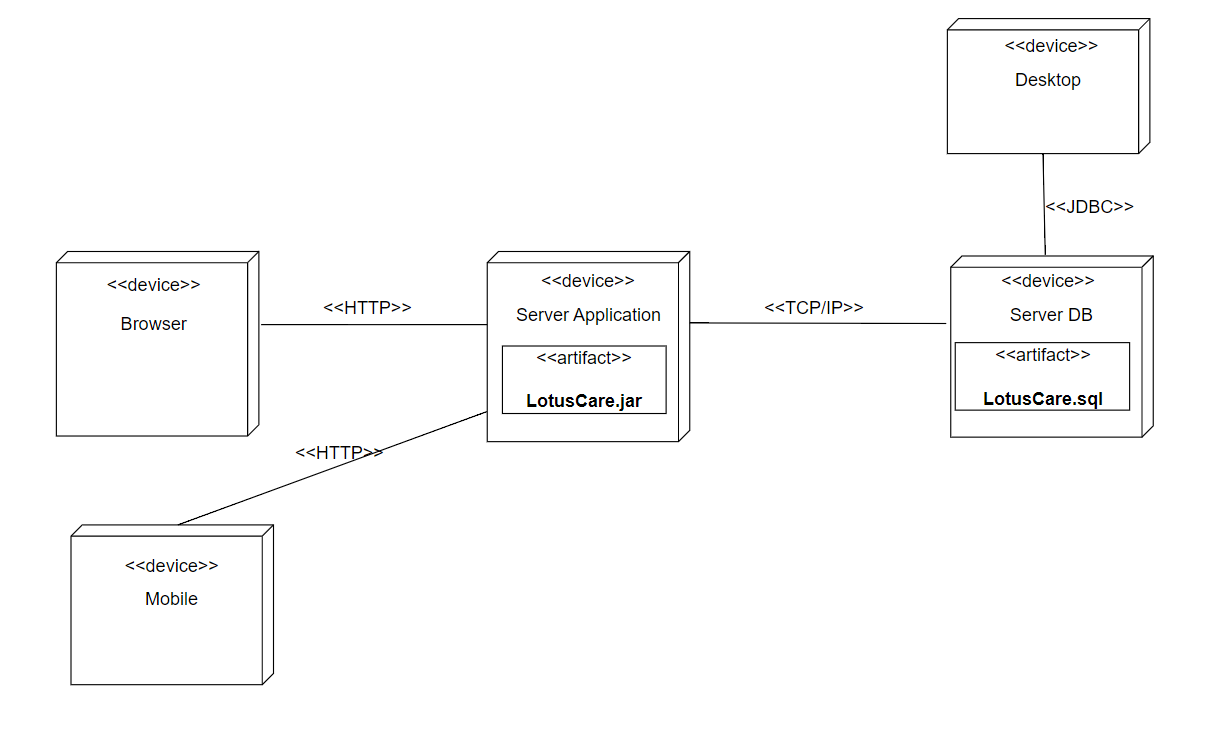 <<device>>
Desktop
<<JDBC>>
<<device>>
Browser
<<HTTP>>
<<device>>
Server Application
<<artifact>>
LotusCare.jar
<<TCP/IP>>
<<device>>
Server DB
<<artifact>>
LotusCare.sql
<<HTTP>>
<<device>>
Mobile